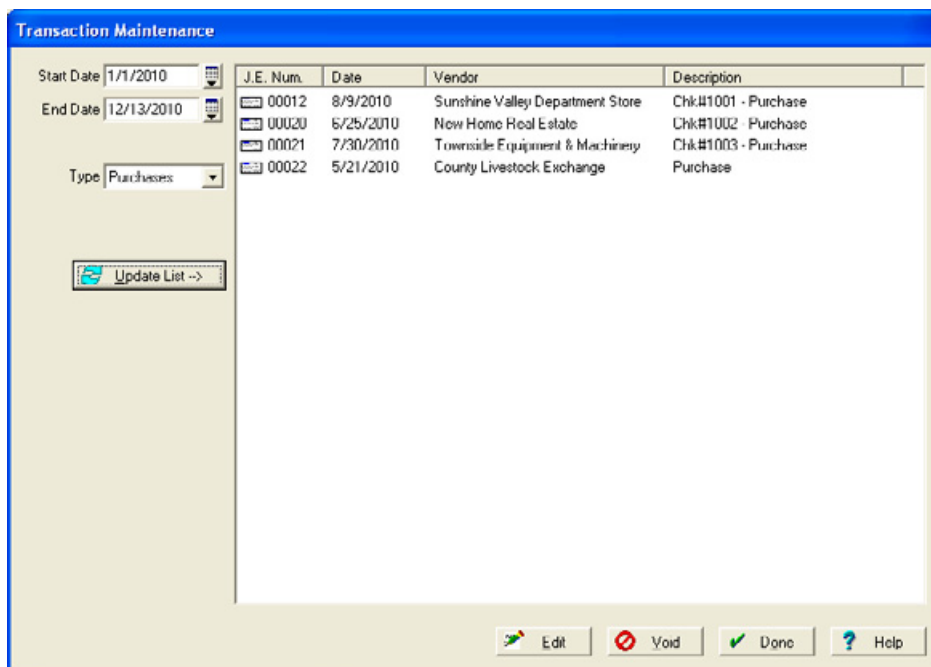 Transaction Maintenance
Start Date 1/1/2010
End Date 12/13/2010
Type Purchases
Update List -->
J.E. Num. Date Vendor Description
00012 8/9/2010 Sunshine Valley Department Store Chk#1001 - Purchase
00020 6/25/2010 New Home Real Estate Chk#1002 - Purchase
00021 7/30/2010 Townside Equipment & Machinery Chk#1003 - Purchase
00022 5/21/2010 County Livestock Exchange Purchase
Edit Void Done ? Help